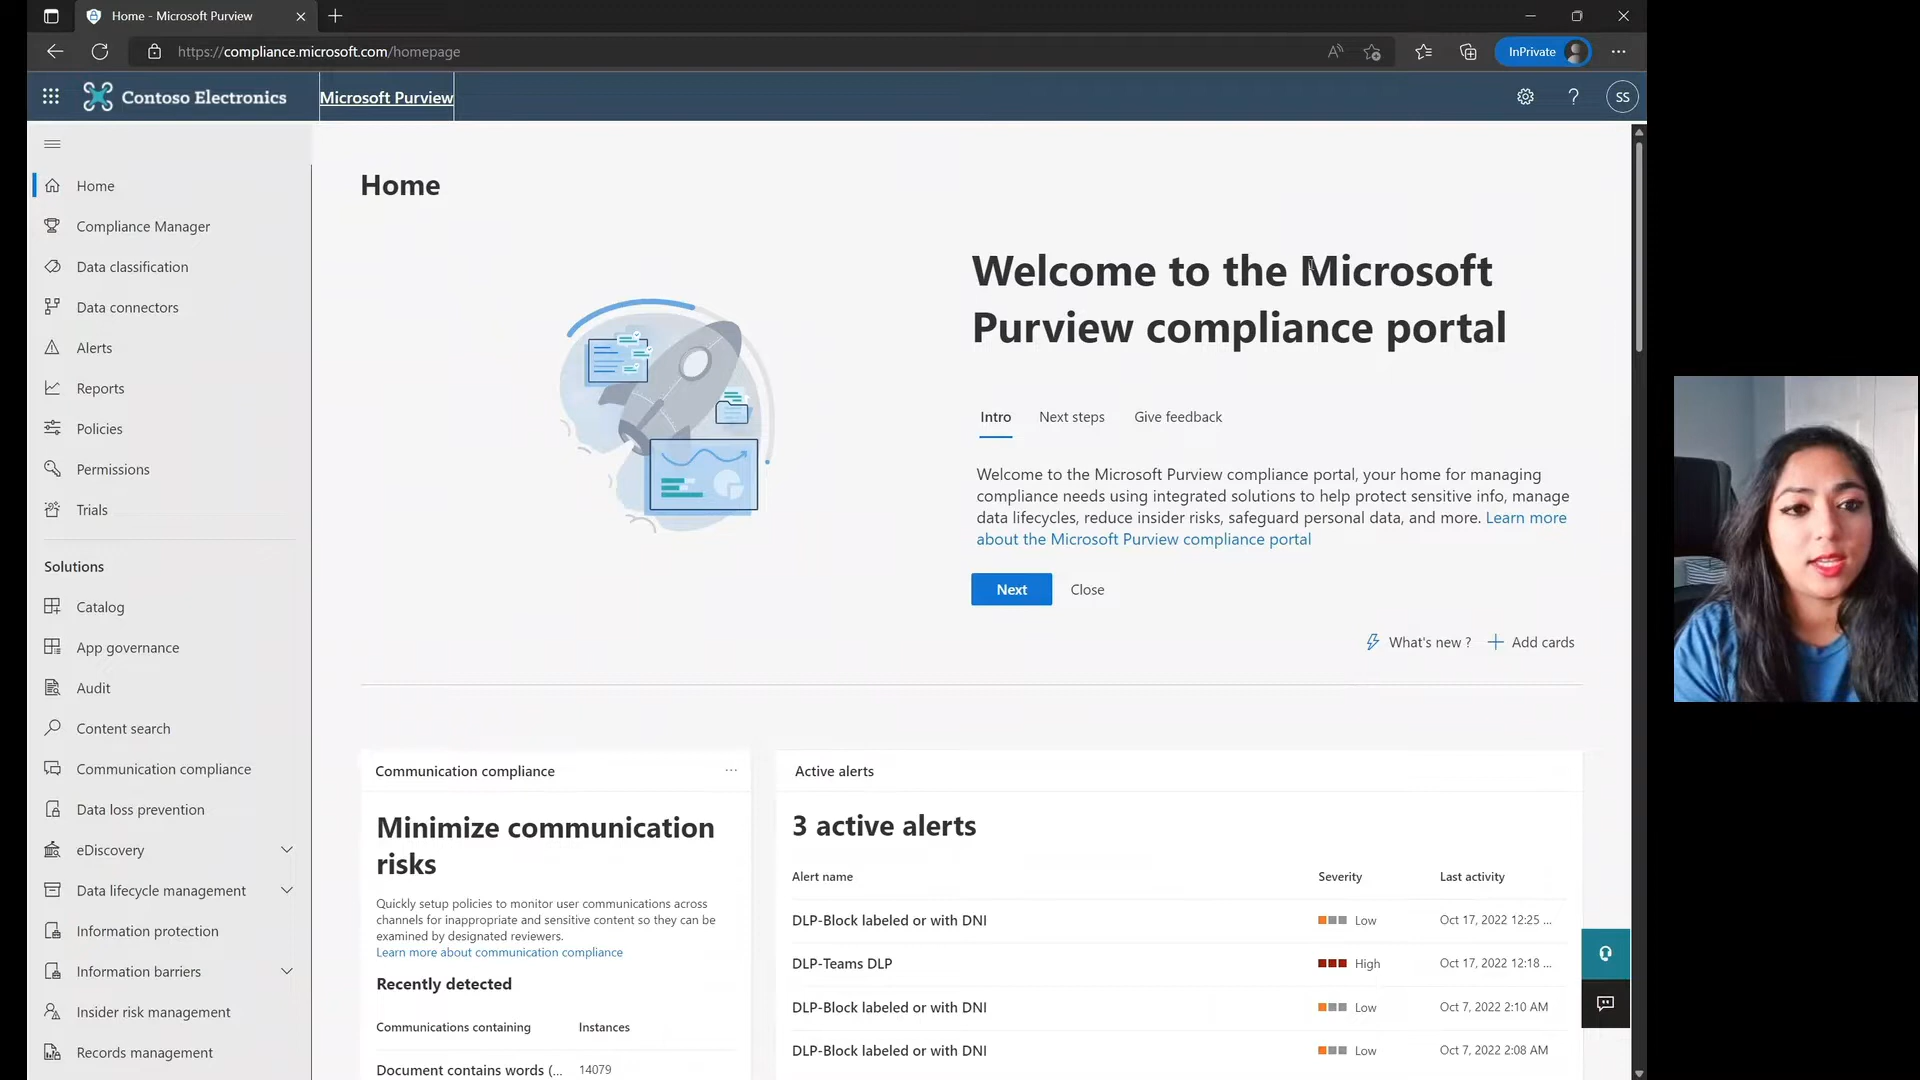 Home - Microsoft Purview
https://compliance.microsoft.com/homepage
InPrivate
Contoso Electronics
Microsoft Purview
SS
Home
Compliance Manager
Data classification
Data connectors
Alerts
Reports
Policies
Permissions
Trials
Solutions
Catalog
App governance
Audit
Content search
Communication compliance
Data loss prevention
eDiscovery
Data lifecycle management
Information protection
Information barriers
Insider risk management
Records management
Home
Welcome to the Microsoft
Purview compliance portal
Intro Next steps Give feedback
Welcome to the Microsoft Purview compliance portal, your home for managing
compliance needs using integrated solutions to help protect sensitive info, manage
data lifecycles, reduce insider risks, safeguard personal data, and more. Learn more
about the Microsoft Purview compliance portal
Next Close
What's new ? Add cards
Communication compliance ...
Minimize communication
risks
Quickly setup policies to monitor user communications across
channels for inappropriate and sensitive content so they can be
examined by designated reviewers.
Learn more about communication compliance
Recently detected
Communications containing Instances
Document contains words (... 14079
Active alerts
3 active alerts
Alert name Severity Last activity
DLP-Block labeled or with DNI Low Oct 17, 2022 12:25 ...
DLP-Teams DLP High Oct 17, 2022 12:18 ...
DLP-Block labeled or with DNI Low Oct 7, 2022 2:10 AM
DLP-Block labeled or with DNI Low Oct 7, 2022 2:08 AM